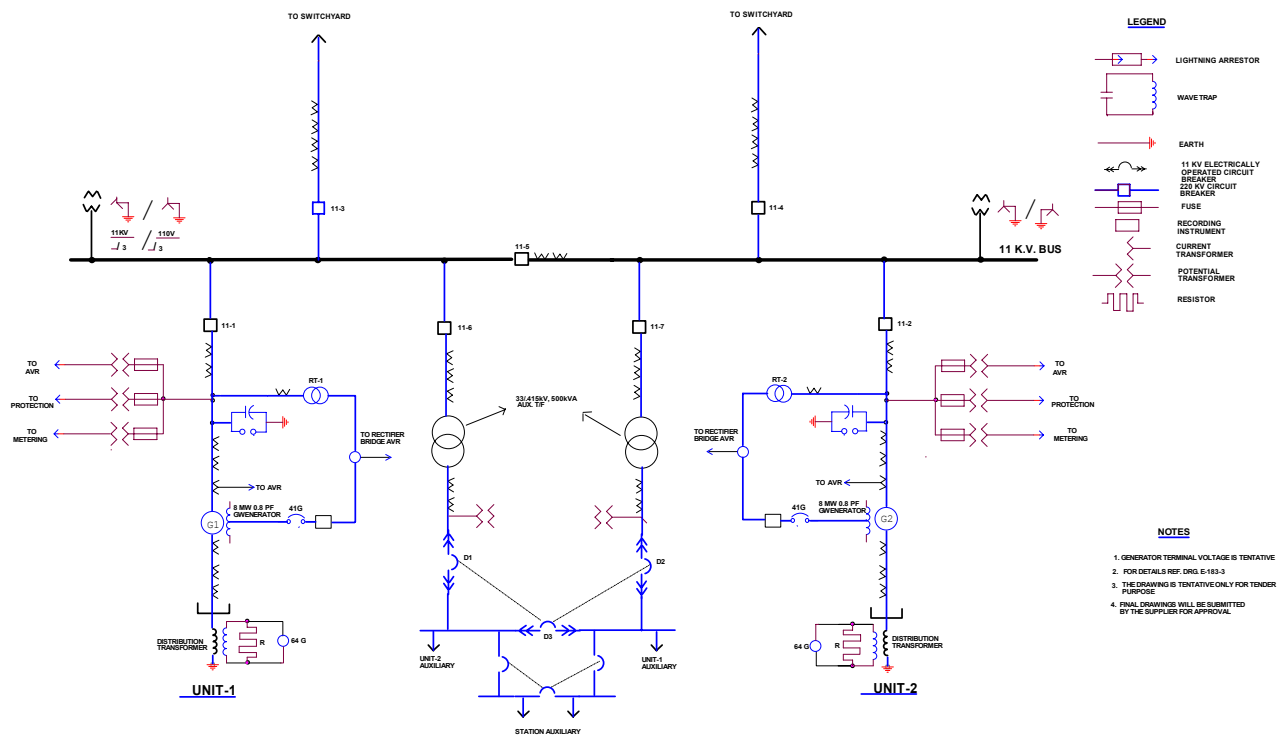 TO SWITCHYARD
TO SWITCHYARD
LEGEND
LIGHTNING ARRESTOR
WAVE TRAP
EARTH
11 KV ELECTRICALLY
OPERATED CIRCUIT
BREAKER
220 KV CIRCUIT
BREAKER
FUSE
RECORDING
INSTRUMENT
CURRENT
TRANSFORMER
POTENTIAL
TRANSFORMER
RESISTOR
11-3
11-4
11KV / 110V
3 / 3
11-5
11 K.V. BUS
11-1
11-6
11-7
11-2
TO
AVR
TO
PROTECTION
TO
METERING
RT-1
33/.415kV, 500kVA
AUX. T/F
RT-2
TO
AVR
TO
PROTECTION
TO
METERING
TO RECTIFIER
BRIDGE AVR
TO RECTIFIER
BRIDGE AVR
TO AVR
TO AVR
8 MW 0.8 PF
GWENERATOR
41G
G1
41G
8 MW 0.8 PF
GWENERATOR
G2
D1
D2
D3
NOTES
1. GENERATOR TERMINAL VOLTAGE IS TENTATIVE
2. FOR DETAILS REF. DRG. E-183-3
3. THE DRAWING IS TENTATIVE ONLY FOR TENDER
PURPOSE
4. FINAL DRAWINGS WILL BE SUBMITTED
BY THE SUPPLIER FOR APPROVAL
DISTRIBUTION
TRANSFORMER
R
64 G
UNIT-2
AUXILIARY
UNIT-1
AUXILIARY
64 G
R
DISTRIBUTION
TRANSFORMER
UNIT-1
UNIT-2
STATION AUXILIARY